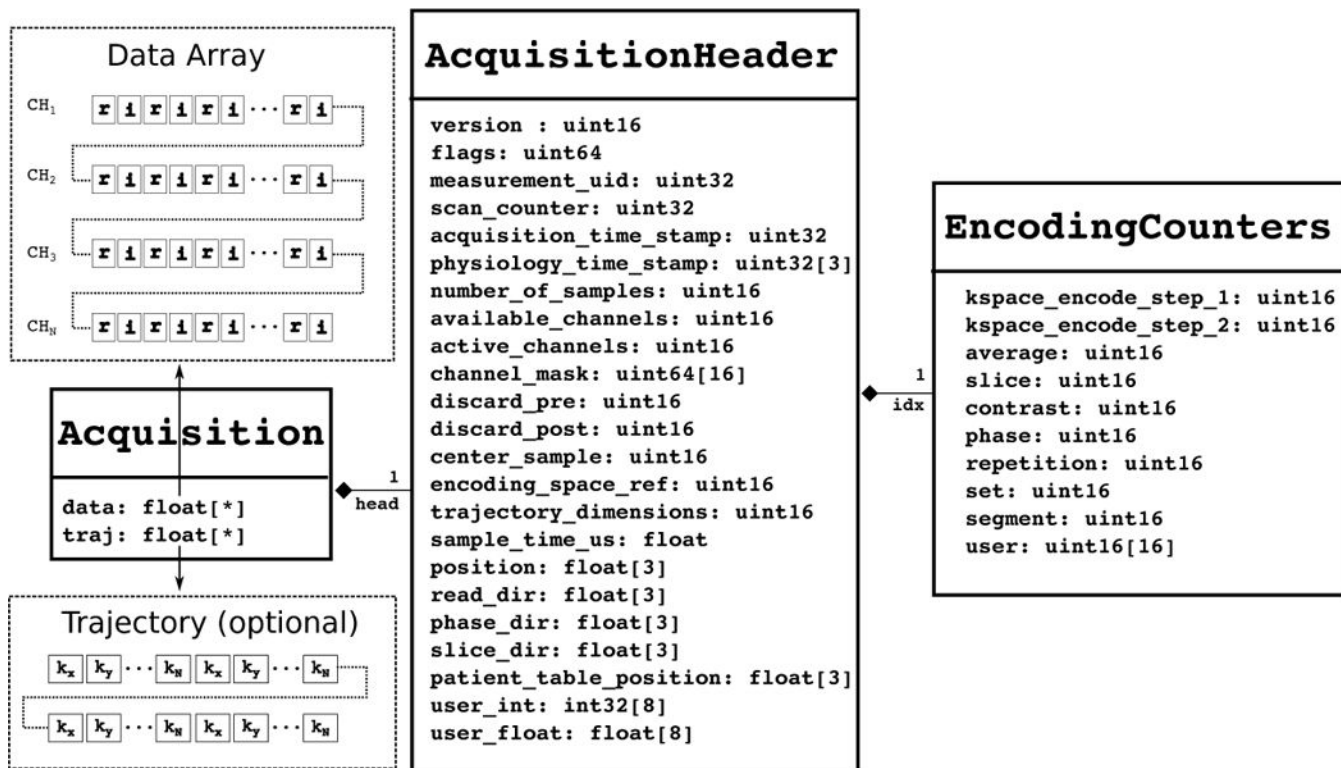 Data Array
CH1 r i r i r i ··· r i
CH2 r i r i r i ··· r i
CH3 r i r i r i ··· r i
CHN r i r i r i ··· r i
Acquisition
data: float[*]
traj: float[*]
1
head
Trajectory (optional)
kx ky ··· kN kx ky ··· kN
kx ky ··· kN kx ky ··· kN
AcquisitionHeader
version : uint16
flags: uint64
measurement_uid: uint32
scan_counter: uint32
acquisition_time_stamp: uint32
physiology_time_stamp: uint32[3]
number_of_samples: uint16
available_channels: uint16
active_channels: uint16
channel_mask: uint64[16]
discard_pre: uint16
discard_post: uint16
center_sample: uint16
encoding_space_ref: uint16
trajectory_dimensions: uint16
sample_time_us: float
position: float[3]
read_dir: float[3]
phase_dir: float[3]
slice_dir: float[3]
patient_table_position: float[3]
user_int: int32[8]
user_float: float[8]
1
idx
EncodingCounters
kspace_encode_step_1: uint16
kspace_encode_step_2: uint16
average: uint16
slice: uint16
contrast: uint16
phase: uint16
repetition: uint16
set: uint16
segment: uint16
user: uint16[16]